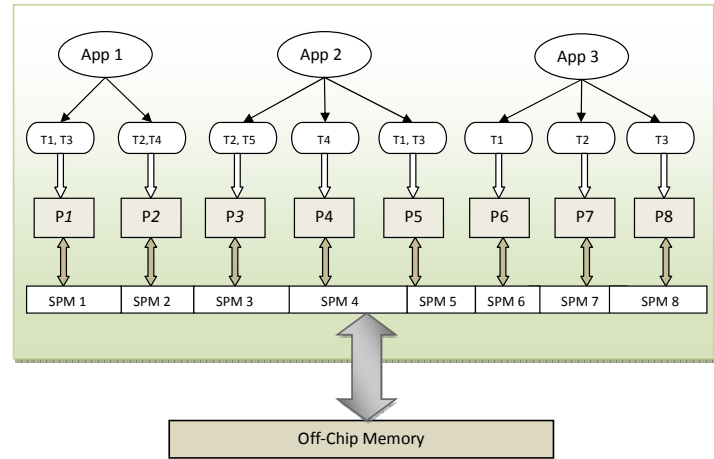 App 1
App 2
App 3
T1, T3
T2,T4
T2, T5
T4
T1, T3
T1
T2
T3
P1
P2
P3
P4
P5
P6
P7
P8
SPM 1
SPM 2
SPM 3
SPM 4
SPM 5
SPM 6
SPM 7
SPM 8
Off-Chip Memory